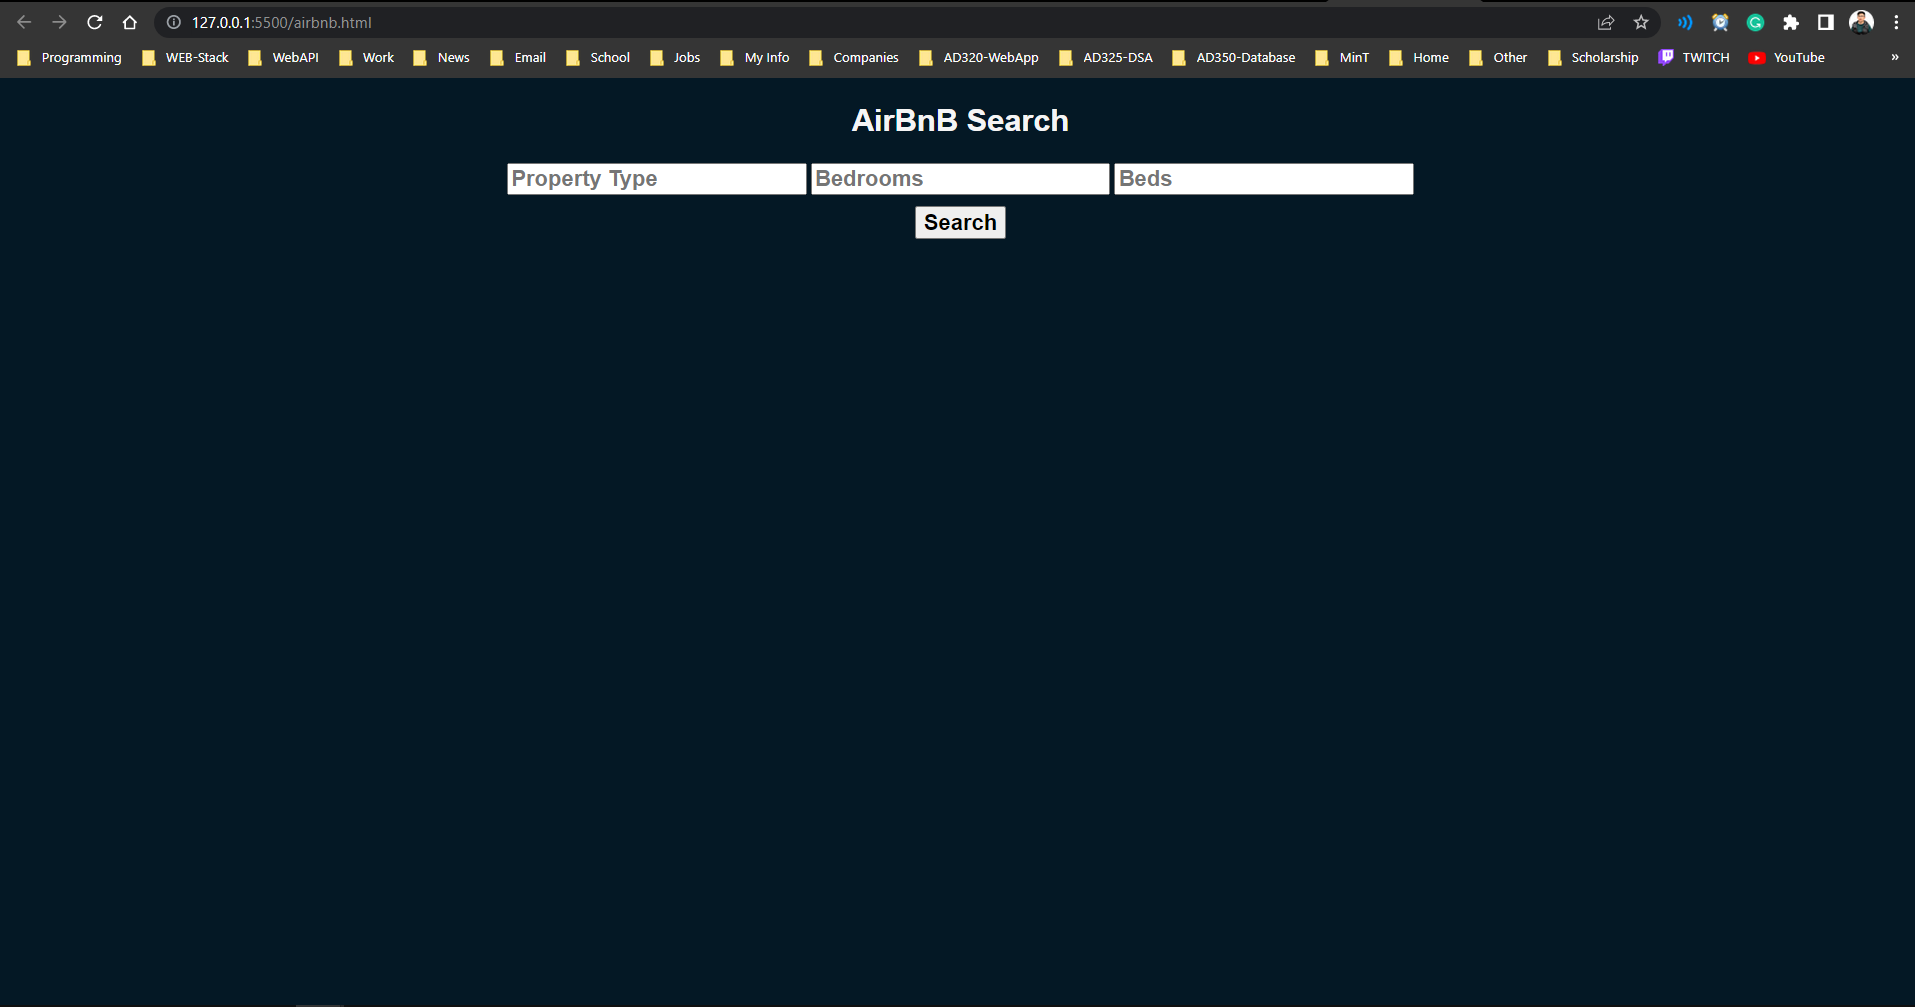 127.0.0.1:5500/airbnb.html
Programming WEB-Stack WebAPI Work News Email School Jobs My Info Companies AD320-WebApp AD325-DSA AD350-Database MinT Home Other Scholarship TWITCH YouTube »
AirBnB Search
Property Type Bedrooms Beds
Search